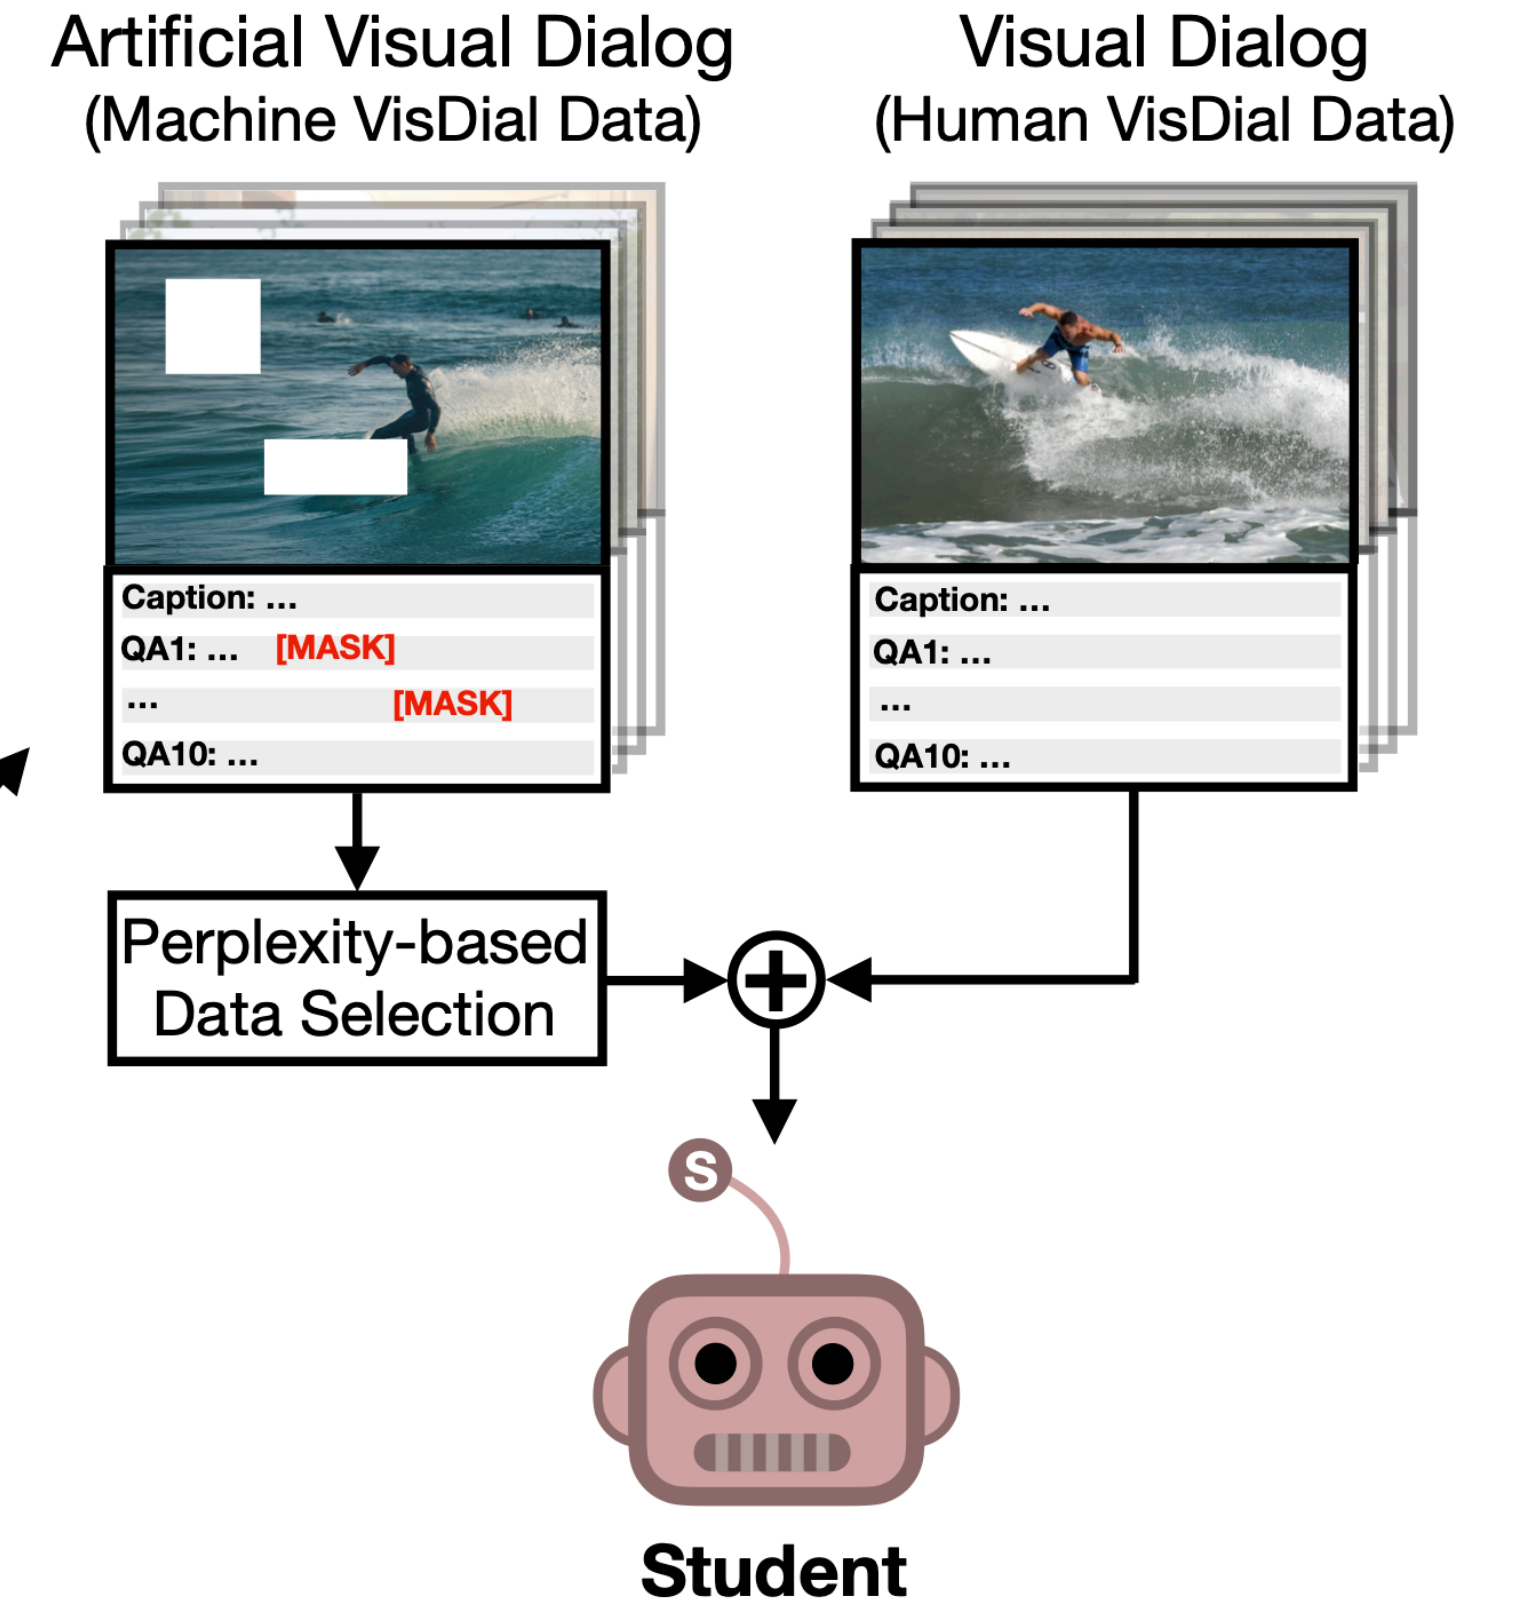 Artificial Visual Dialog
(Machine VisDial Data)
Visual Dialog
(Human VisDial Data)
Caption: ...
QA1: ... [MASK]
... [MASK]
QA10: ...
Caption: ...
QA1: ...
...
QA10: ...
Perplexity-based
Data Selection
S
Student